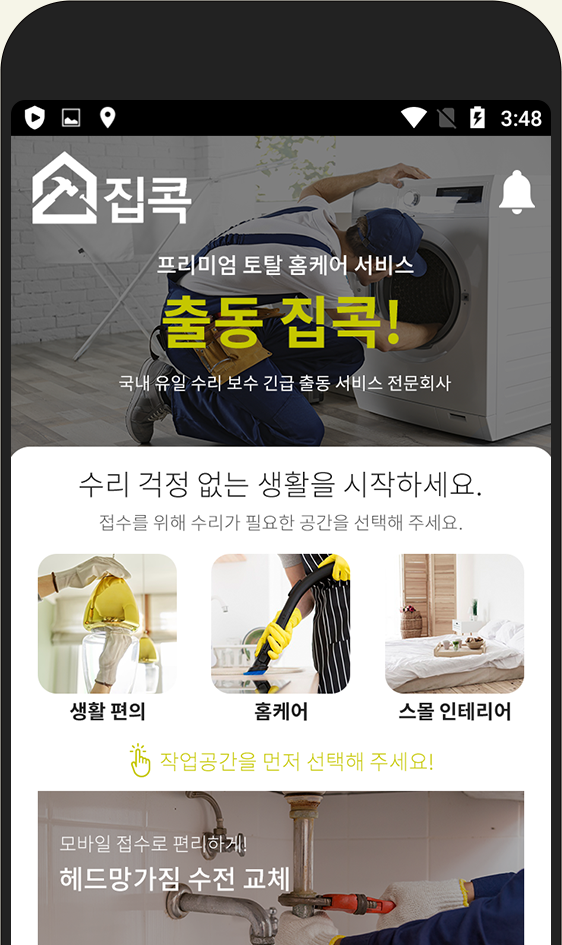 3:48
집콕
프리미엄 토탈 홈케어 서비스
출동 집콕!
국내 유일 수리 보수 긴급 출동 서비스 전문회사
수리 걱정 없는 생활을 시작하세요.
접수를 위해 수리가 필요한 공간을 선택해 주세요.
생활 편의
홈케어
스몰 인테리어
작업공간을 먼저 선택해 주세요!
모바일 접수로 편리하게!
헤드망가짐 수전 교체